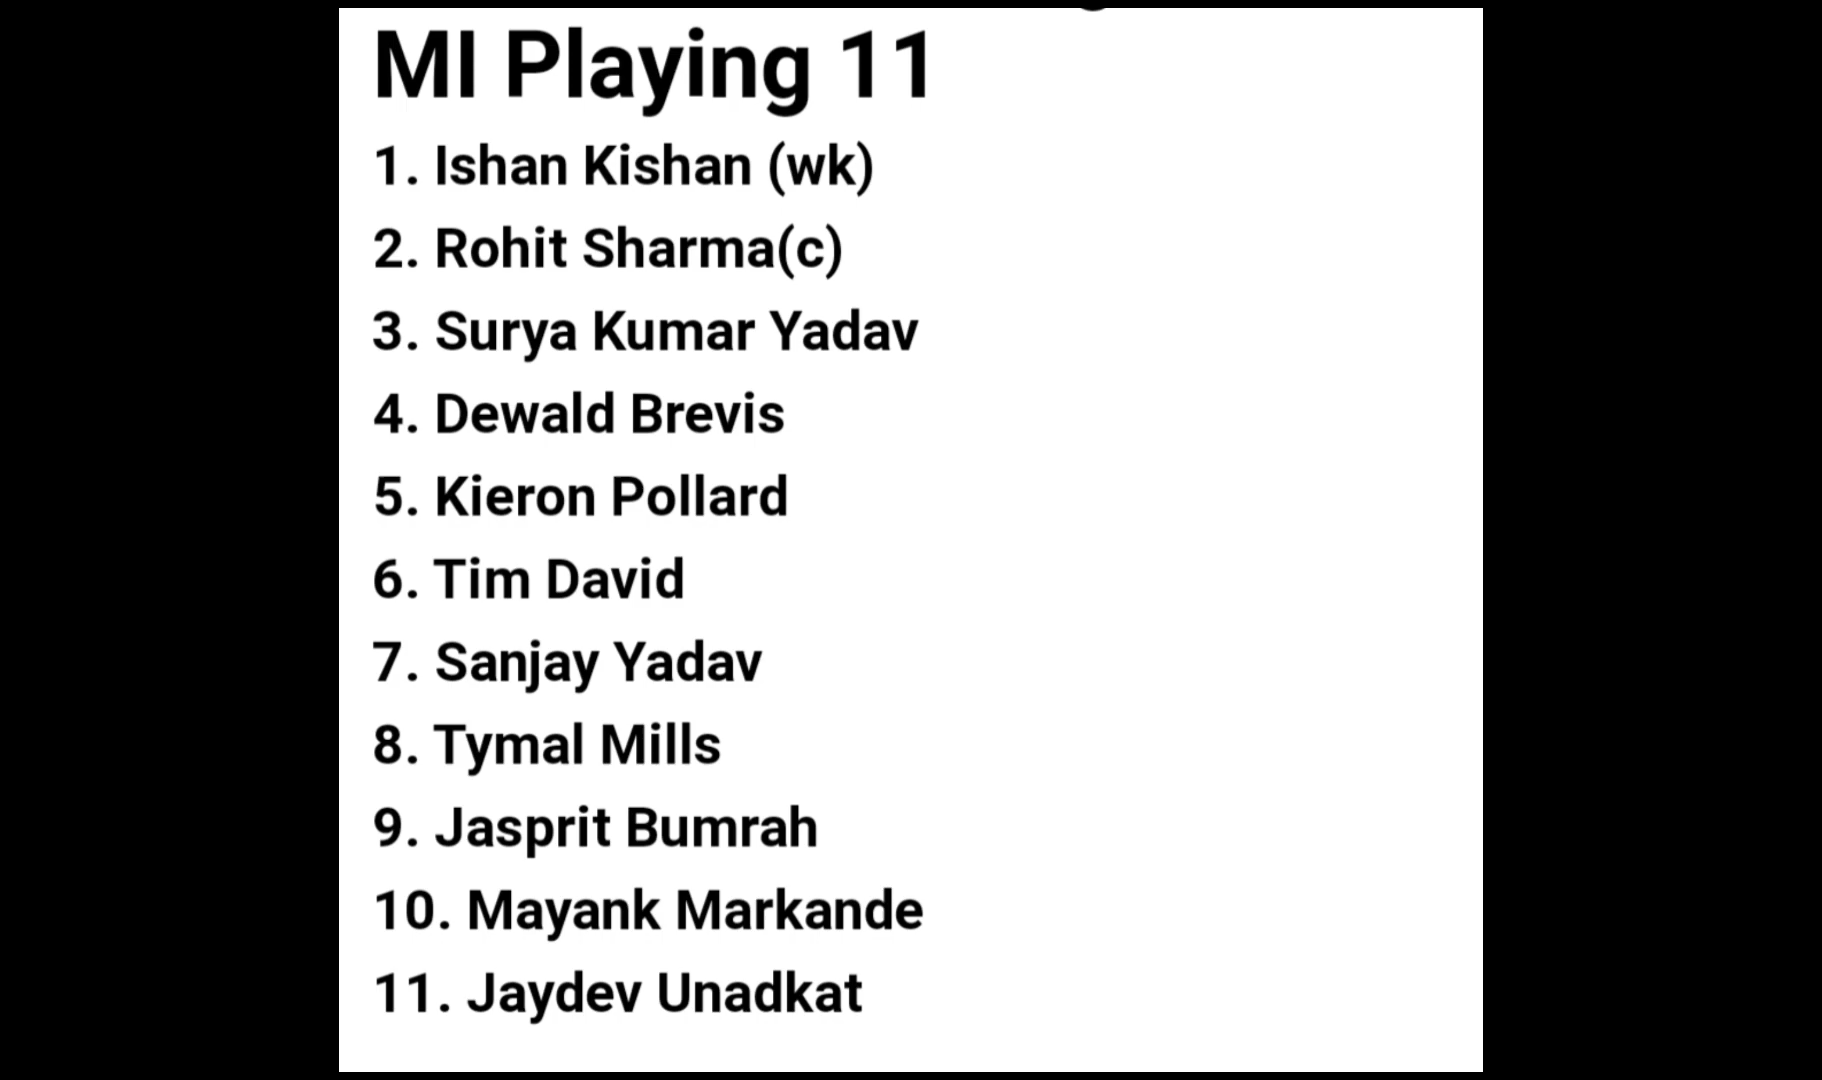 MI Playing 11
1. Ishan Kishan (wk)
2. Rohit Sharma(c)
3. Surya Kumar Yadav
4. Dewald Brevis
5. Kieron Pollard
6. Tim David
7. Sanjay Yadav
8. Tymal Mills
9. Jasprit Bumrah
10. Mayank Markande
11. Jaydev Unadkat